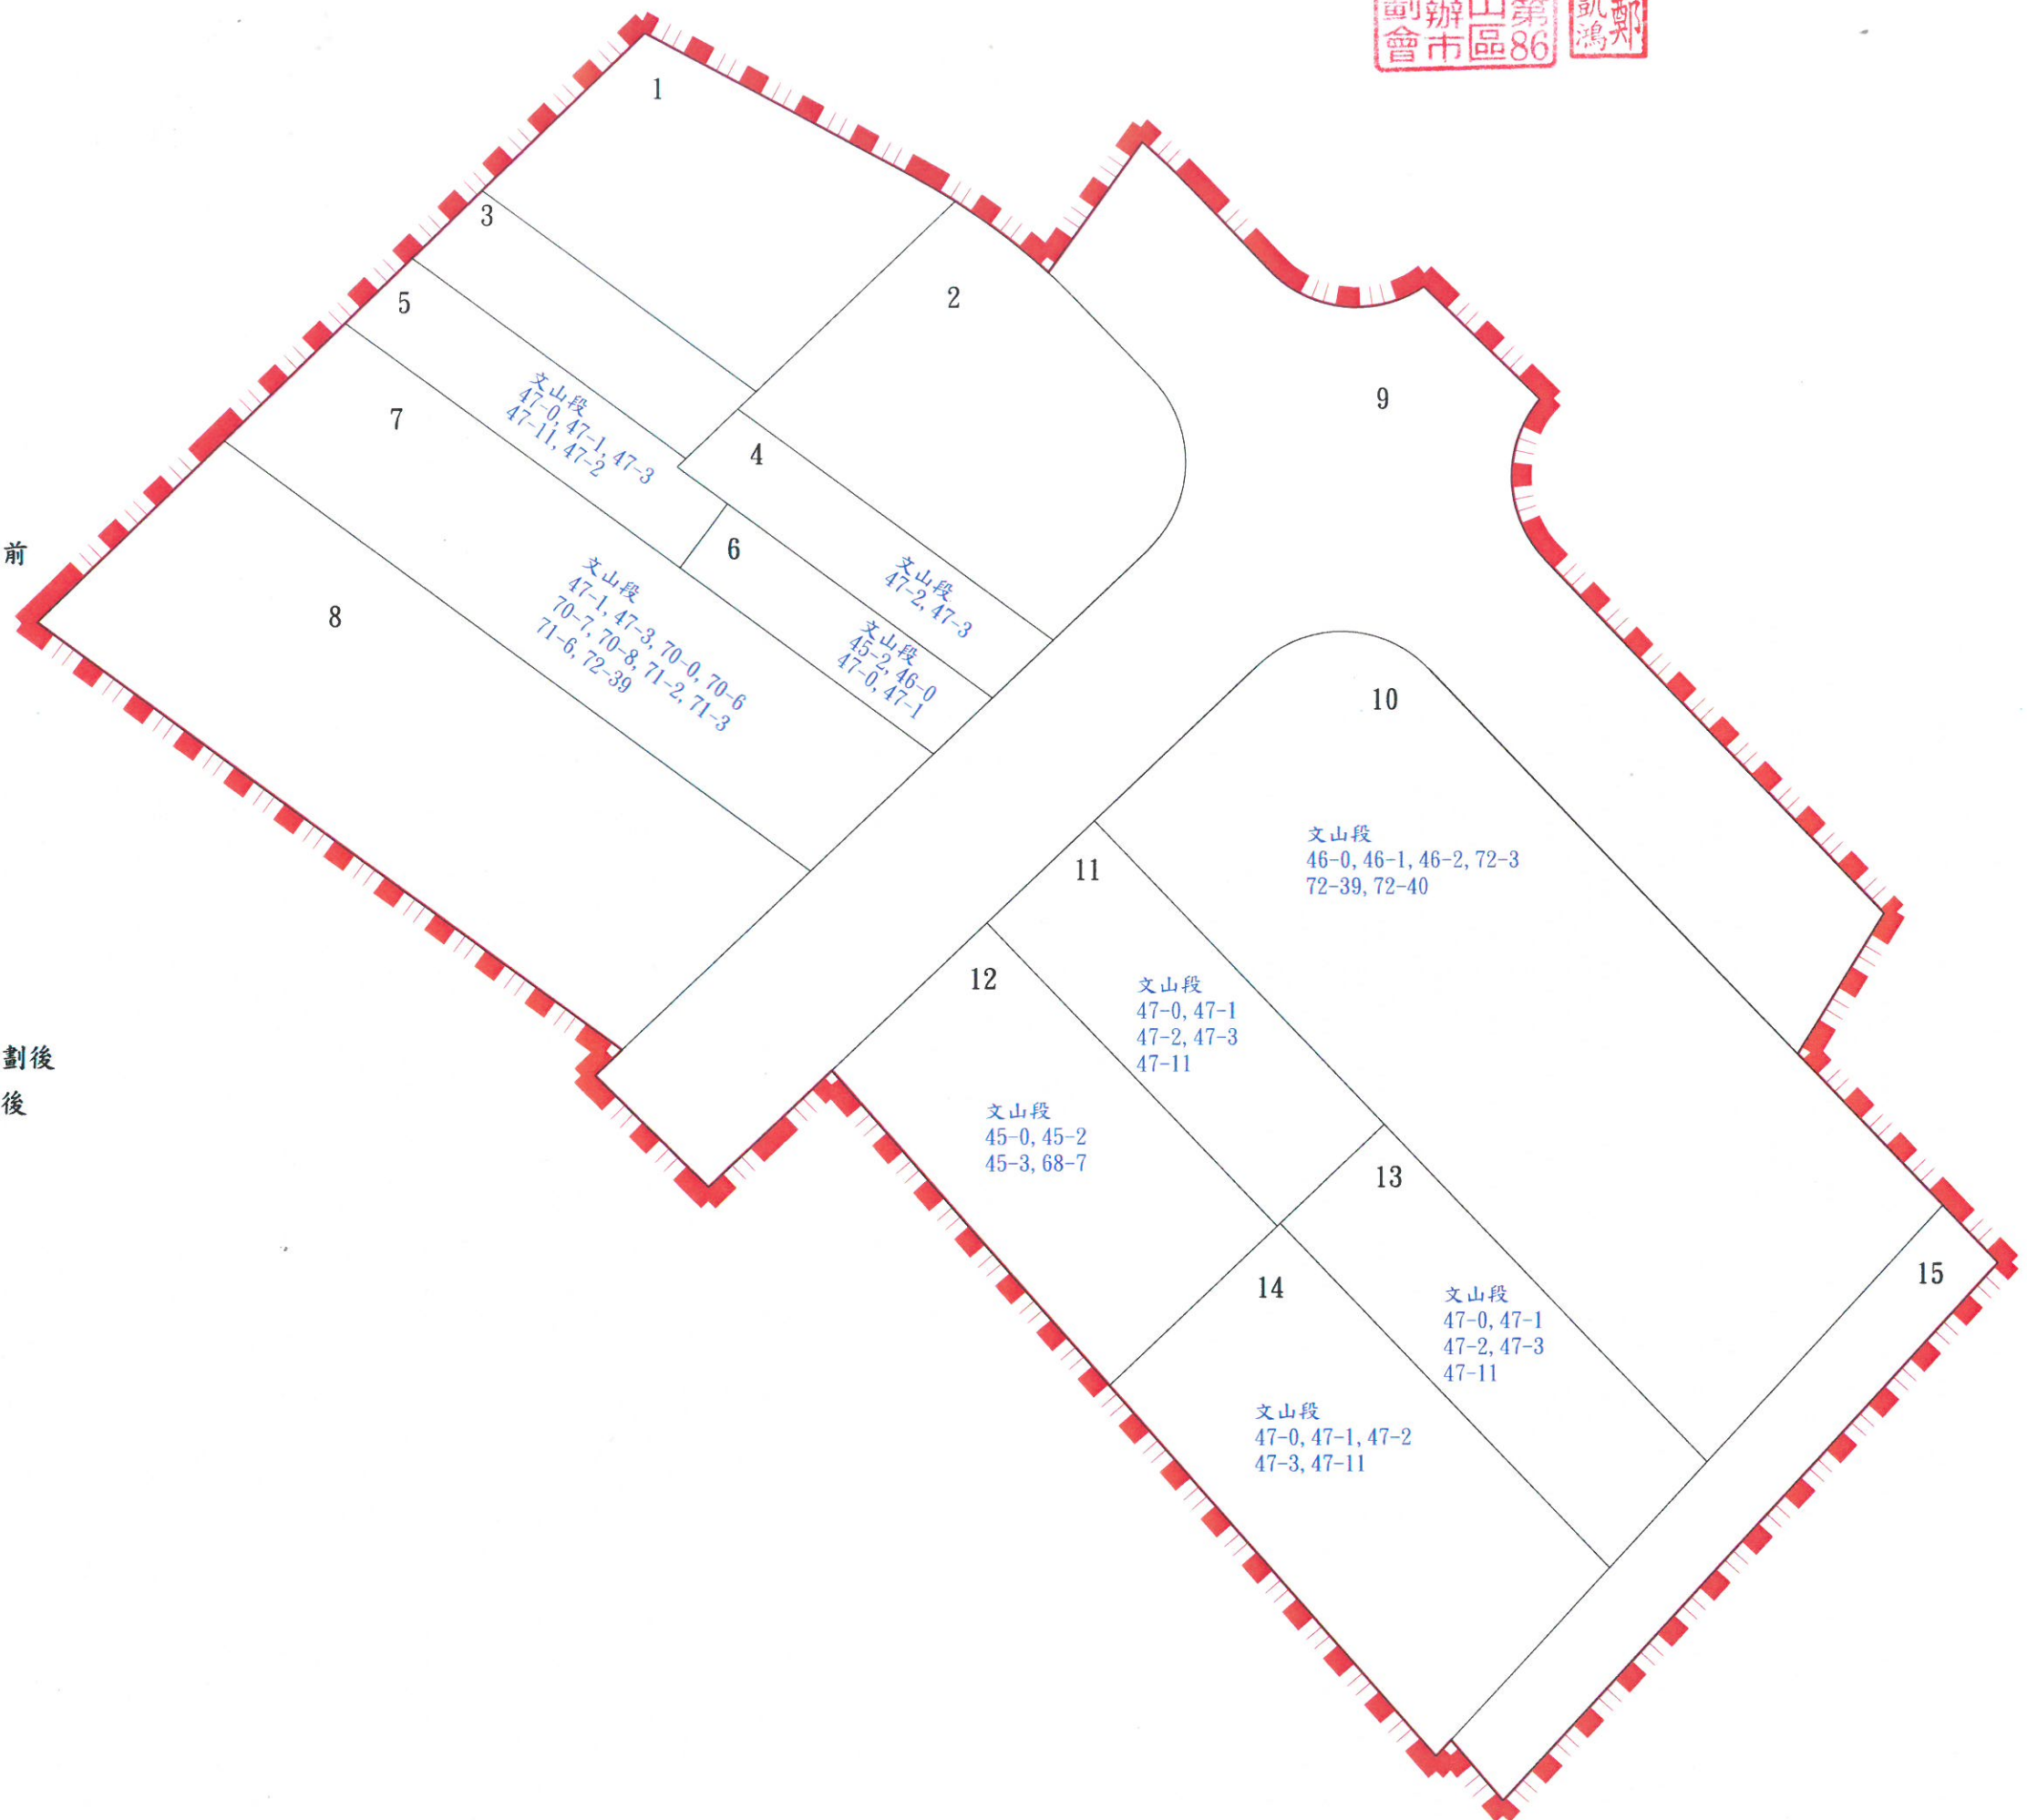 劃辦山第
會市區86
鄭
凱鴻
1
2
3
4
5
文山段
47-0, 47-1, 47-3
47-11, 47-2
6
7
文山段
47-2, 47-3
文山段
45-2, 46-0
47-0, 47-1
文山段
47-1, 47-3, 70-0, 70-6
70-7, 70-8, 71-2, 71-3
71-6, 72-39
8
9
前
劃後
後
10
文山段
46-0, 46-1, 46-2, 72-3
72-39, 72-40
11
文山段
47-0, 47-1
47-2, 47-3
47-11
12
文山段
45-0, 45-2
45-3, 68-7
13
文山段
47-0, 47-1
47-2, 47-3
47-11
14
文山段
47-0, 47-1, 47-2
47-3, 47-11
15